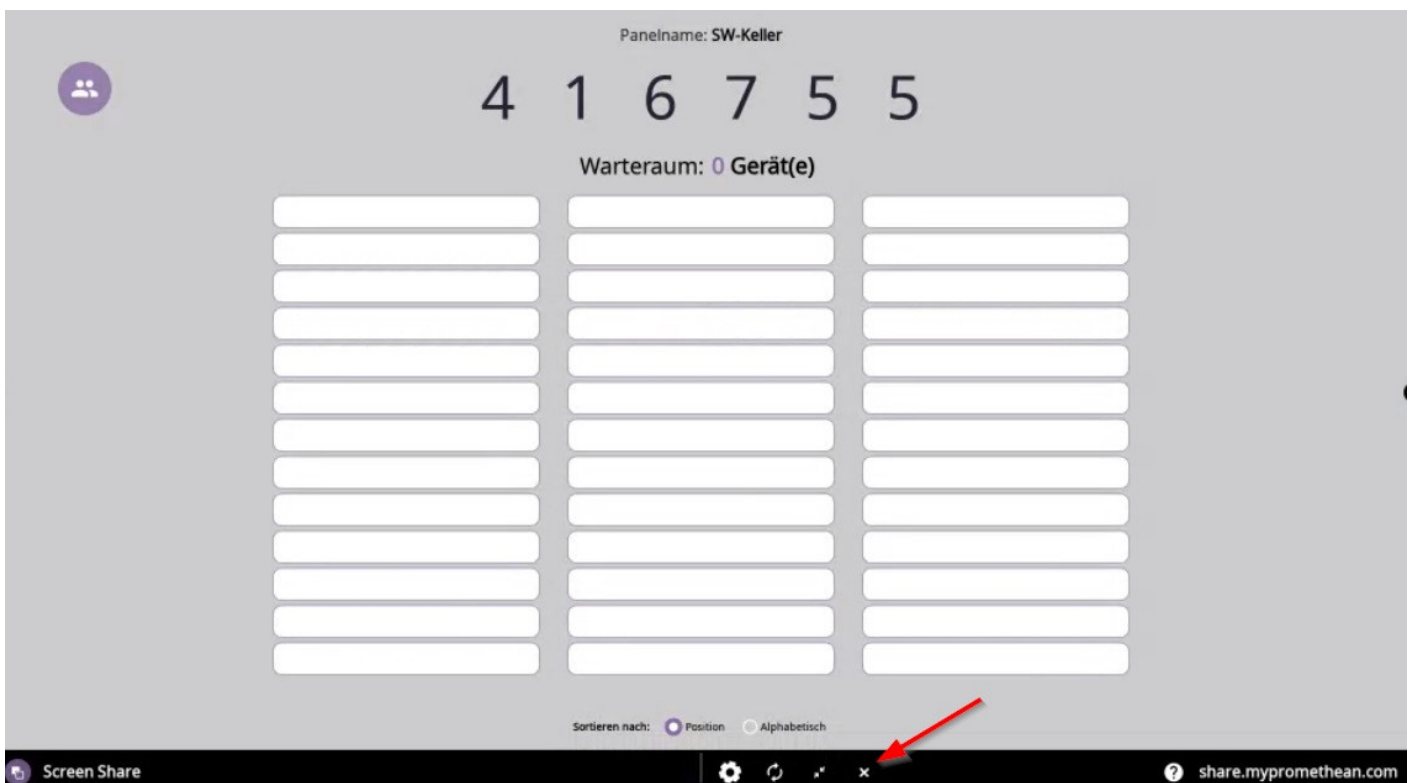 Panelname: SW-Keller
4 1 6 7 5 5
Warteraum: 0 Gerät(e)
Sortieren nach: Position Alphabetisch
Screen Share
share.mypromethean.com